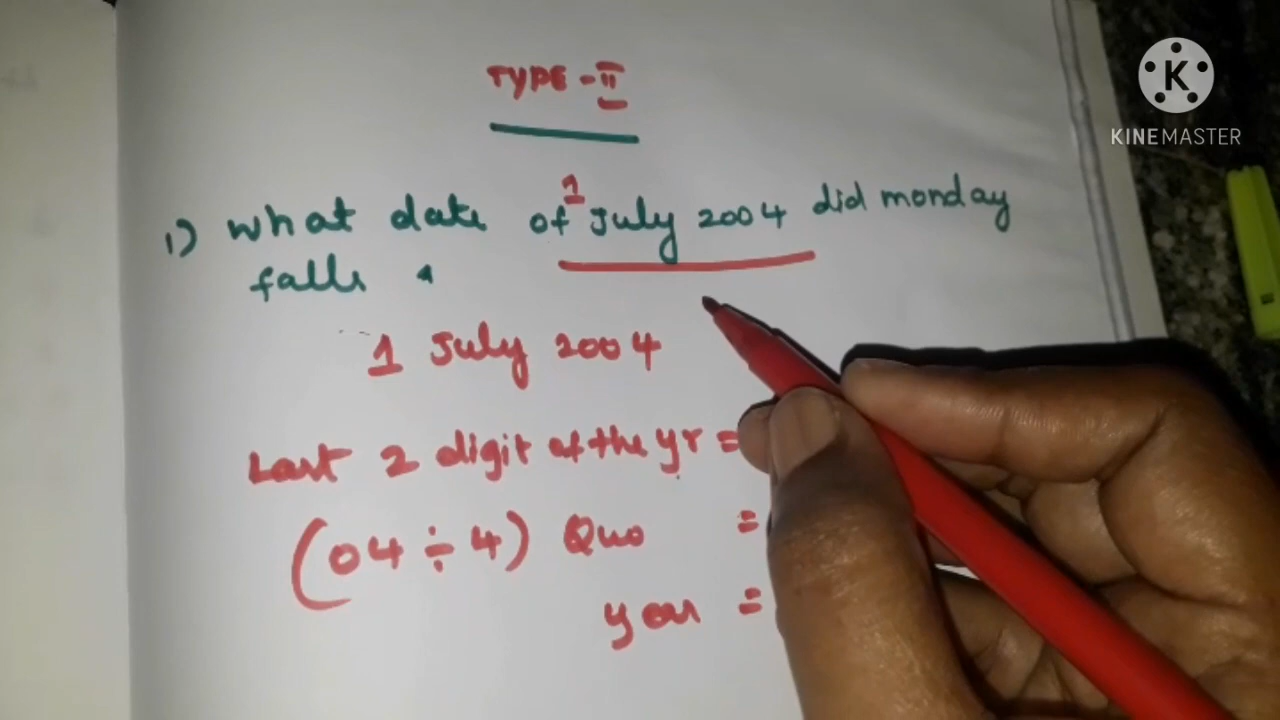 TYPE - II
1) What date of 1 July 2004 did monday
falls
1 July 2004
Last 2 digit of the yr =
(04 ÷ 4) Quo =
year =
K
KINEMASTER